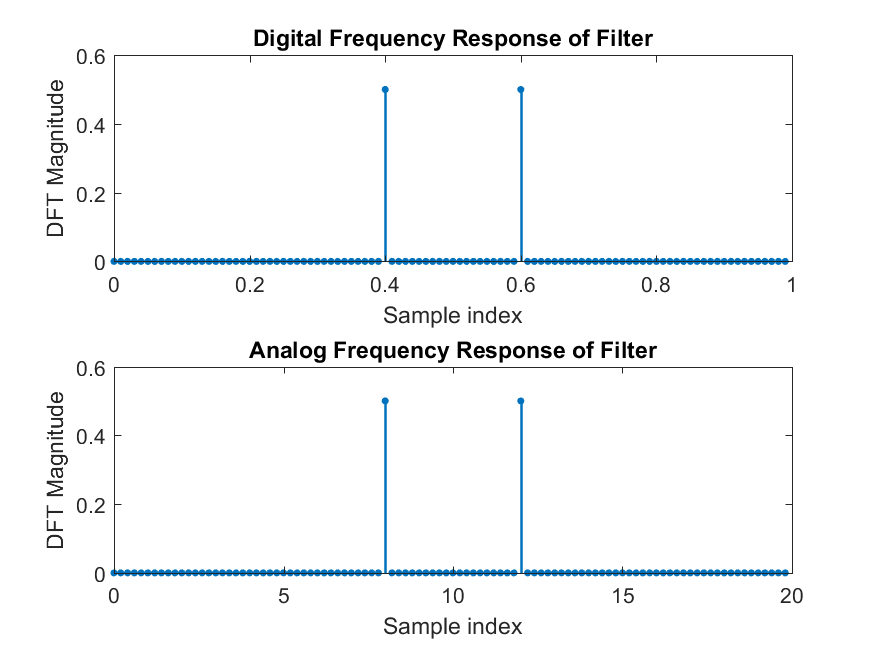 Digital Frequency Response of Filter
0.6
0.4
0.2
0
DFT Magnitude
0 0.2 0.4 0.6 0.8 1
Sample index
Analog Frequency Response of Filter
0.6
0.4
0.2
0
DFT Magnitude
0 5 10 15 20
Sample index